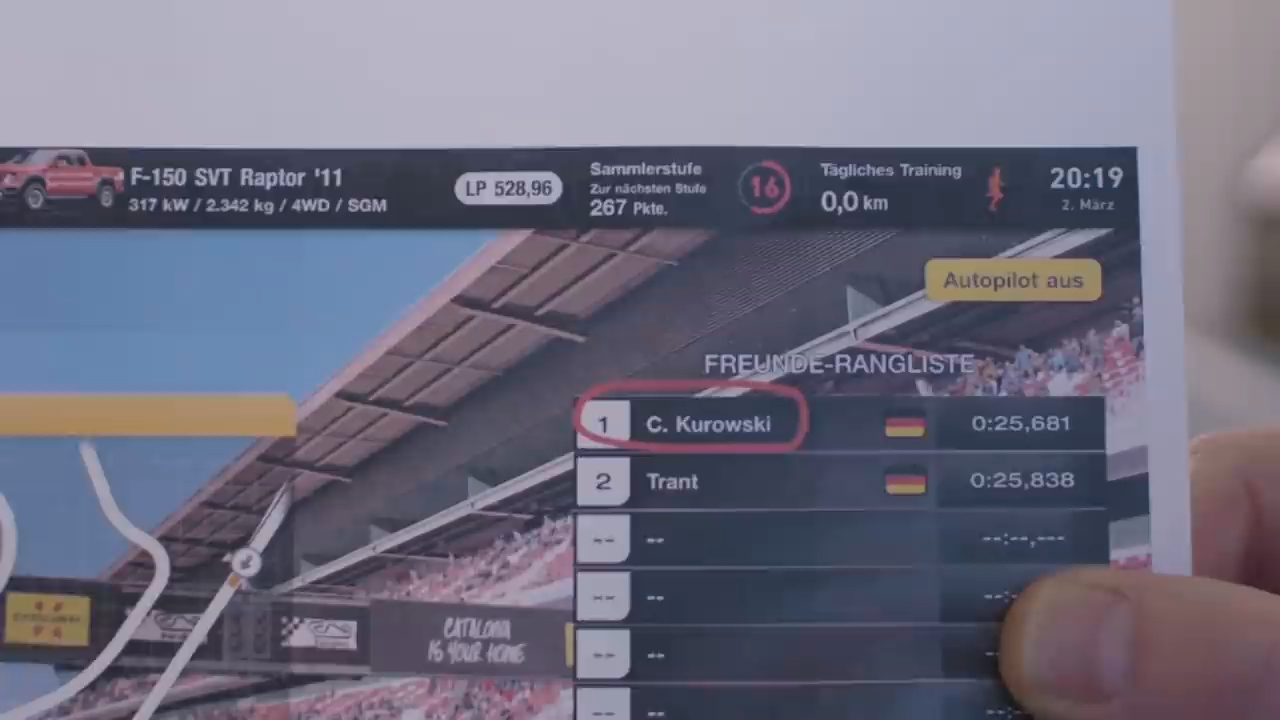 F-150 SVT Raptor '11
317 kW / 2.342 kg / 4WD / SGM
LP 528,96
Sammlerstufe
Zur nächsten Stufe
267 Pkte.
16
Tägliches Training
0,0 km
20:19
2. März
Autopilot aus
FREUNDE-RANGLISTE
1 C. Kurowski 0:25,681
2 Trant 0:25,838
-- -- --:--,---
-- -- --:-
-- -- --
-- -- --:--
CATALONIA
IS YOUR HOME